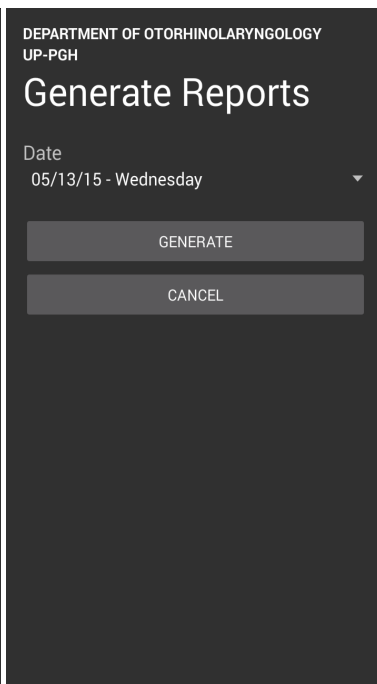 DEPARTMENT OF OTORHINOLARYNGOLOGY
UP-PGH
Generate Reports
Date
05/13/15 - Wednesday
GENERATE
CANCEL